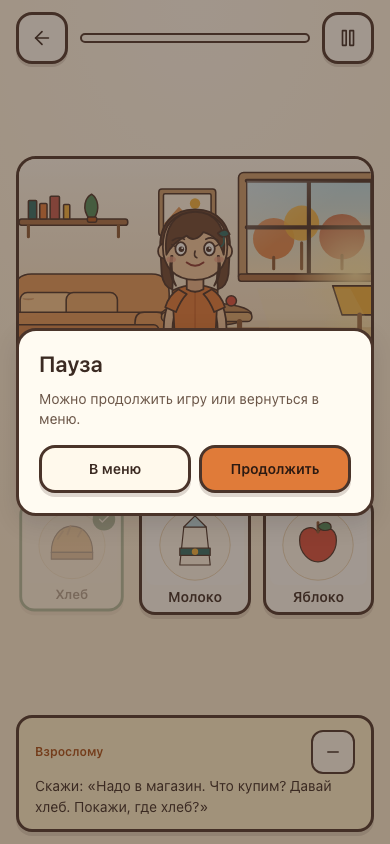 Пауза
Можно продолжить игру или вернуться в
меню.
В меню
Продолжить
Хлеб
Молоко
Яблоко
Взрослому
Скажи: «Надо в магазин. Что купим? Давай
хлеб. Покажи, где хлеб?»